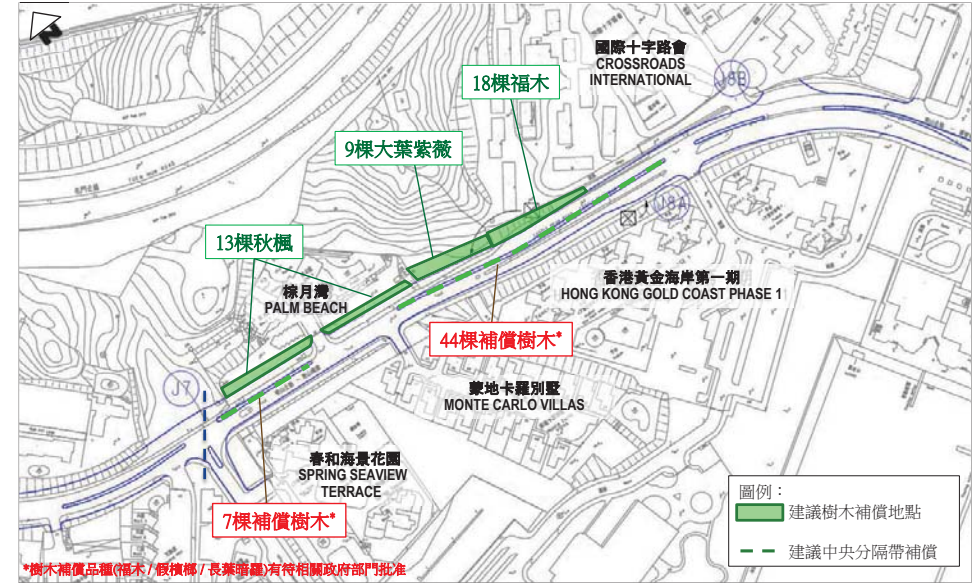 N
國際十字路會
CROSSROADS
INTERNATIONAL
J8B
18棵福木
9棵大葉紫薇
J8A
13棵秋楓
棕月灣
PALM BEACH
香港黃金海岸第一期
HONG KONG GOLD COAST PHASE 1
44棵補償樹木*
J7
蒙地卡羅別墅
MONTE CARLO VILLAS
春和海景花園
SPRING SEAVIEW
TERRACE
7棵補償樹木*
圖例：
建議樹木補償地點
建議中央分隔帶補償
*樹木補償品種(福木 / 假檳榔 / 長葉暗羅)有待相關政府部門批准